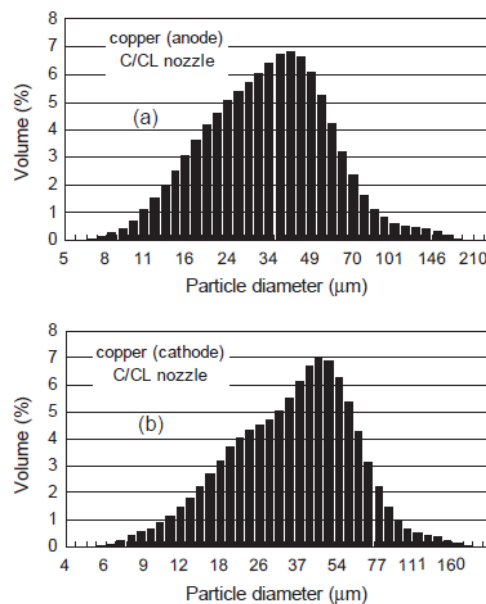 8
copper (anode)
C/CL nozzle
7
6
5
(a)
4
3
2
1
0
Volume (%)
5 8 11 16 24 34 49 70 101 146 210
Particle diameter (μm)
8
copper (cathode)
C/CL nozzle
7
6
5
(b)
4
3
2
1
0
Volume (%)
4 6 9 12 18 26 37 54 77 111 160
Particle diameter (μm)